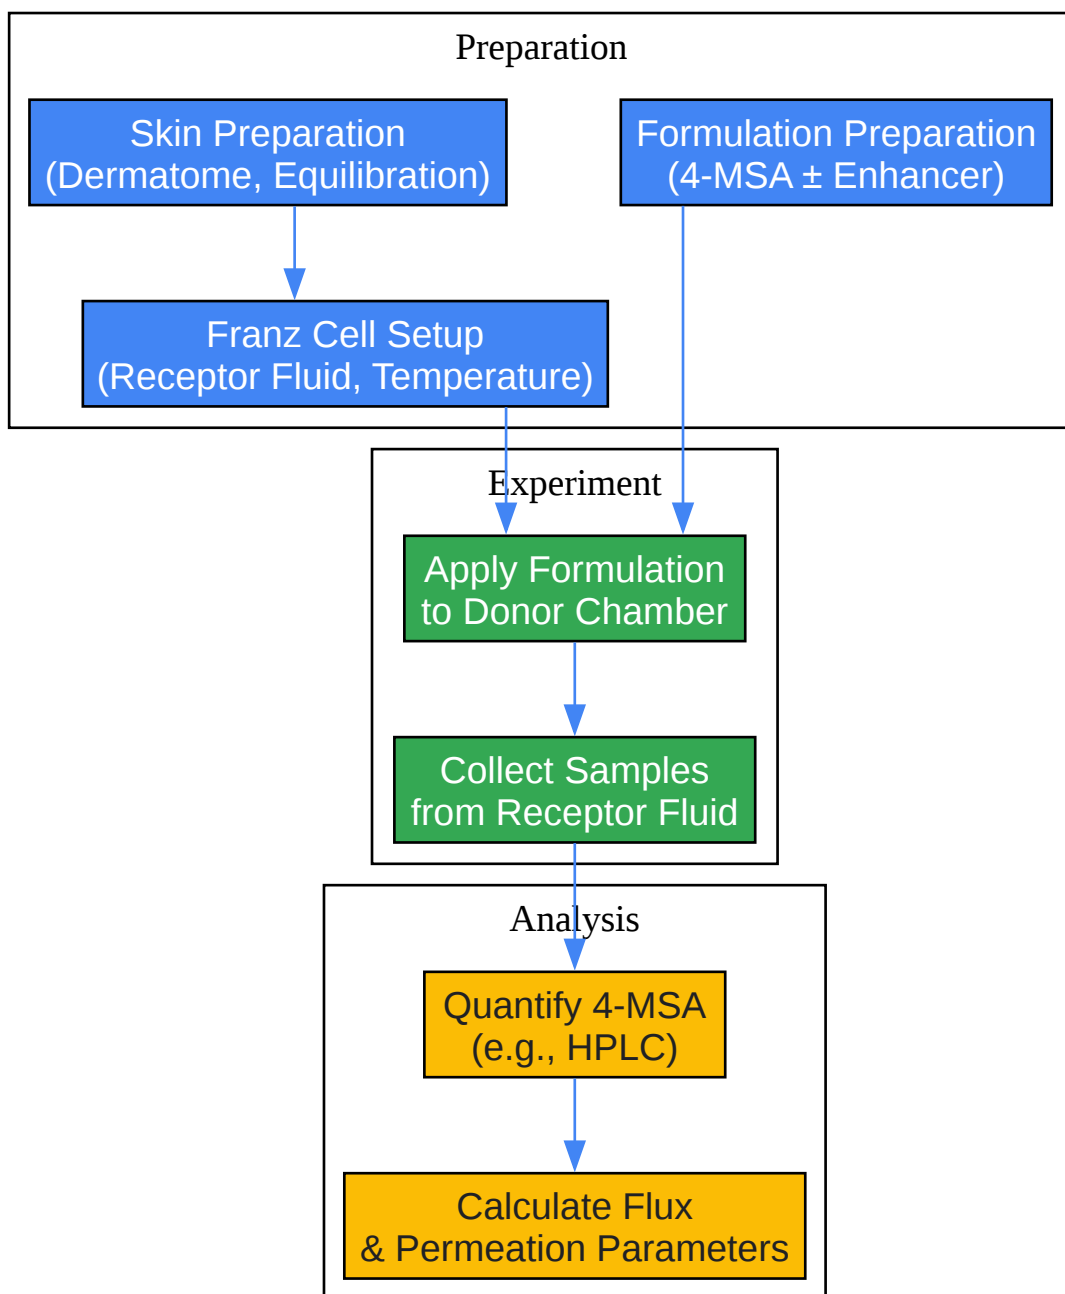 Preparation
Skin Preparation
(Dermatome, Equilibration)
Formulation Preparation
(4-MSA ± Enhancer)
Franz Cell Setup
(Receptor Fluid, Temperature)
Experiment
Apply Formulation
to Donor Chamber
Collect Samples
from Receptor Fluid
Analysis
Quantify 4-MSA
(e.g., HPLC)
Calculate Flux
& Permeation Parameters